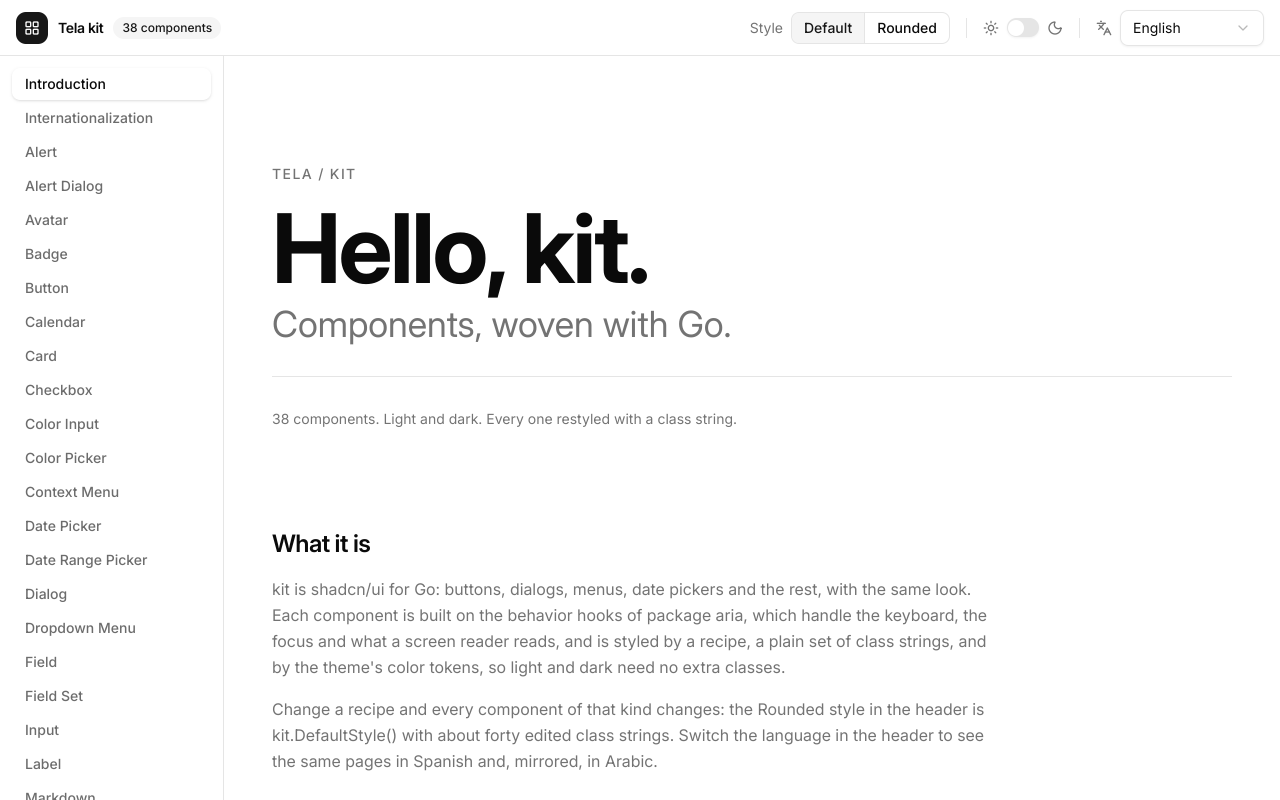 Tela kit
38 components
Style
Default
Rounded
English
Introduction
Internationalization
Alert
Alert Dialog
Avatar
Badge
Button
Calendar
Card
Checkbox
Color Input
Color Picker
Context Menu
Date Picker
Date Range Picker
Dialog
Dropdown Menu
Field
Field Set
Input
Label
Markdown
TELA / KIT
Hello, kit.
Components, woven with Go.
38 components. Light and dark. Every one restyled with a class string.
What it is
kit is shadcn/ui for Go: buttons, dialogs, menus, date pickers and the rest, with the same look.
Each component is built on the behavior hooks of package aria, which handle the keyboard, the
focus and what a screen reader reads, and is styled by a recipe, a plain set of class strings, and
by the theme's color tokens, so light and dark need no extra classes.
Change a recipe and every component of that kind changes: the Rounded style in the header is
kit.DefaultStyle() with about forty edited class strings. Switch the language in the header to see
the same pages in Spanish and, mirrored, in Arabic.